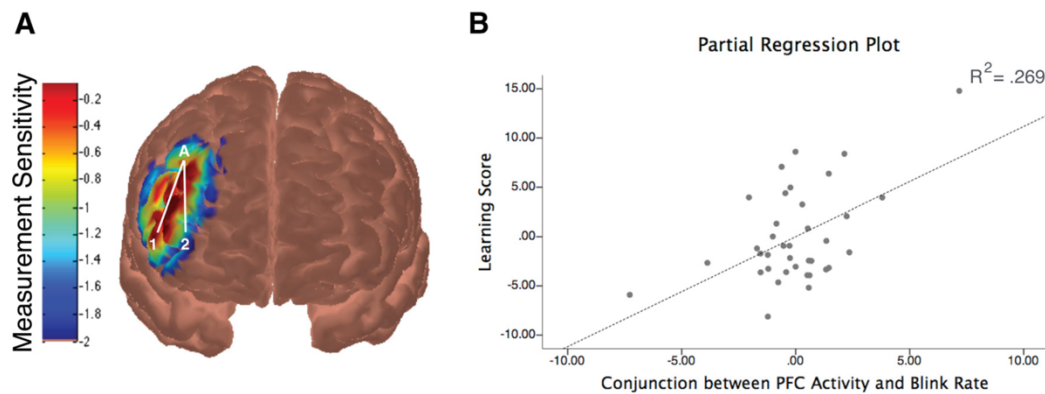 A
Measurement Sensitivity
-0.2
-0.4
-0.6
-0.8
-1
-1.2
-1.4
-1.6
-1.8
-2
A
1 2
B
Partial Regression Plot
R²= .269
Learning Score
15.00
10.00
5.00
.00
-5.00
-10.00
-10.00 -5.00 .00 5.00 10.00
Conjunction between PFC Activity and Blink Rate